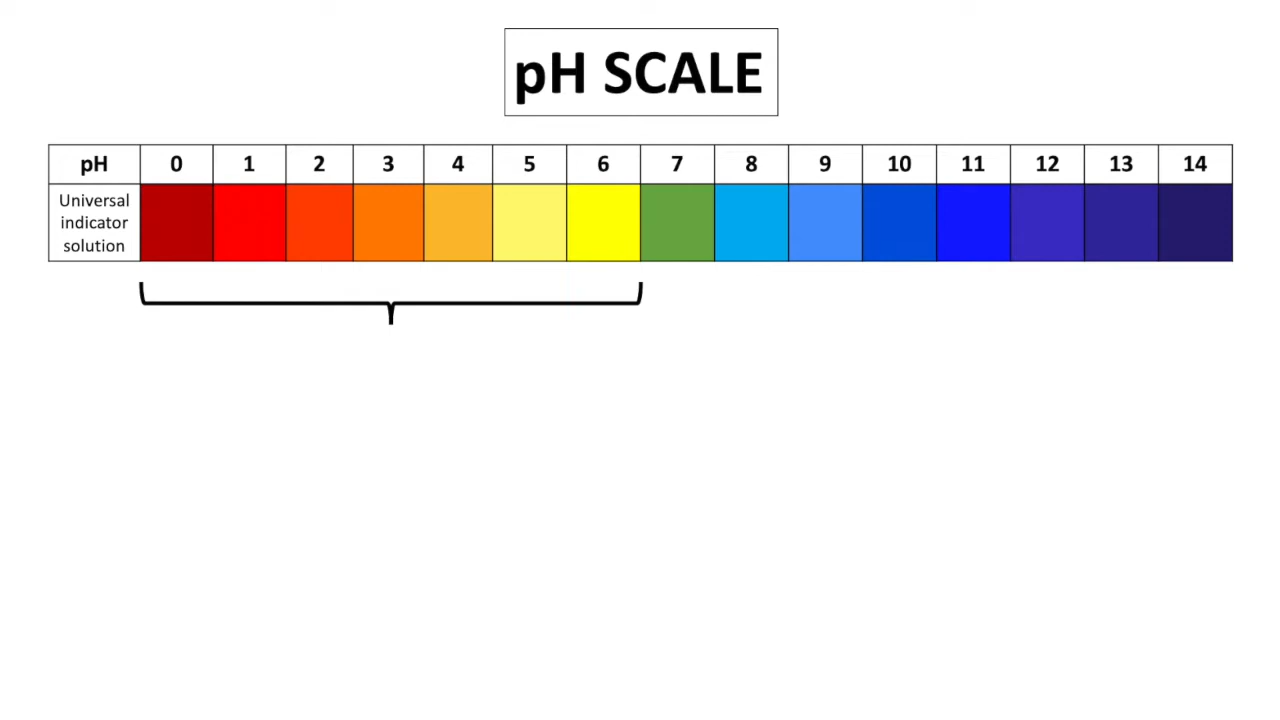 pH SCALE
pH 0 1 2 3 4 5 6 7 8 9 10 11 12 13 14
Universal
indicator
solution